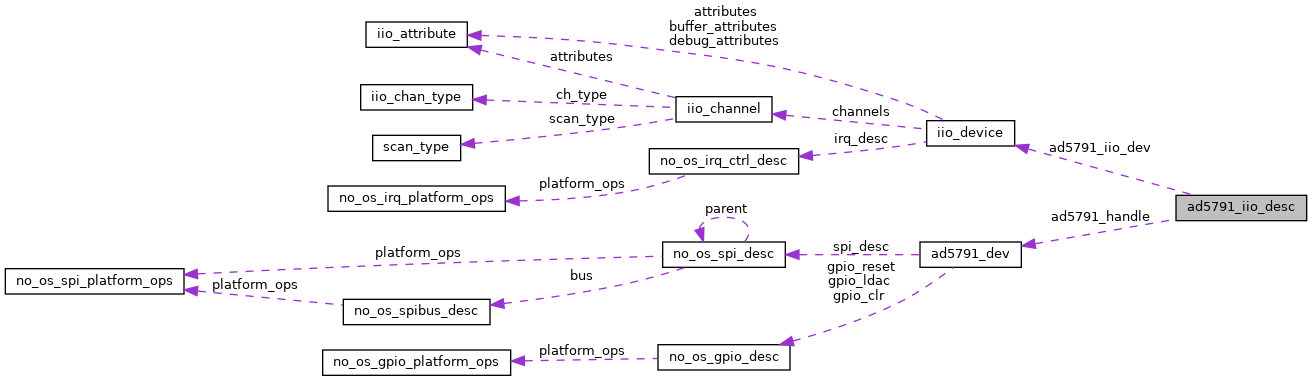 attributes
buffer_attributes
debug_attributes
iio_attribute
attributes
iio_chan_type
ch_type
iio_channel
channels
scan_type
scan_type
iio_device
irq_desc
ad5791_iio_dev
no_os_irq_ctrl_desc
platform_ops
no_os_irq_platform_ops
ad5791_iio_desc
parent
ad5791_handle
platform_ops
no_os_spi_desc
spi_desc
ad5791_dev
no_os_spi_platform_ops
platform_ops
bus
gpio_reset
gpio_ldac
gpio_clr
no_os_spibus_desc
platform_ops
no_os_gpio_platform_ops
no_os_gpio_desc